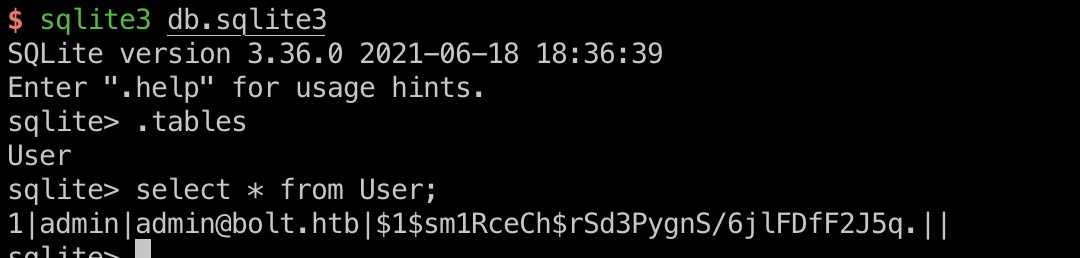 $ sqlite3 db.sqlite3
SQLite version 3.36.0 2021-06-18 18:36:39
Enter ".help" for usage hints.
sqlite> .tables
User
sqlite> select * from User;
1|admin|admin@bolt.htb|$1$sm1RceCh$rSd3PygnS/6jlFDfF2J5q.||
sqlite>